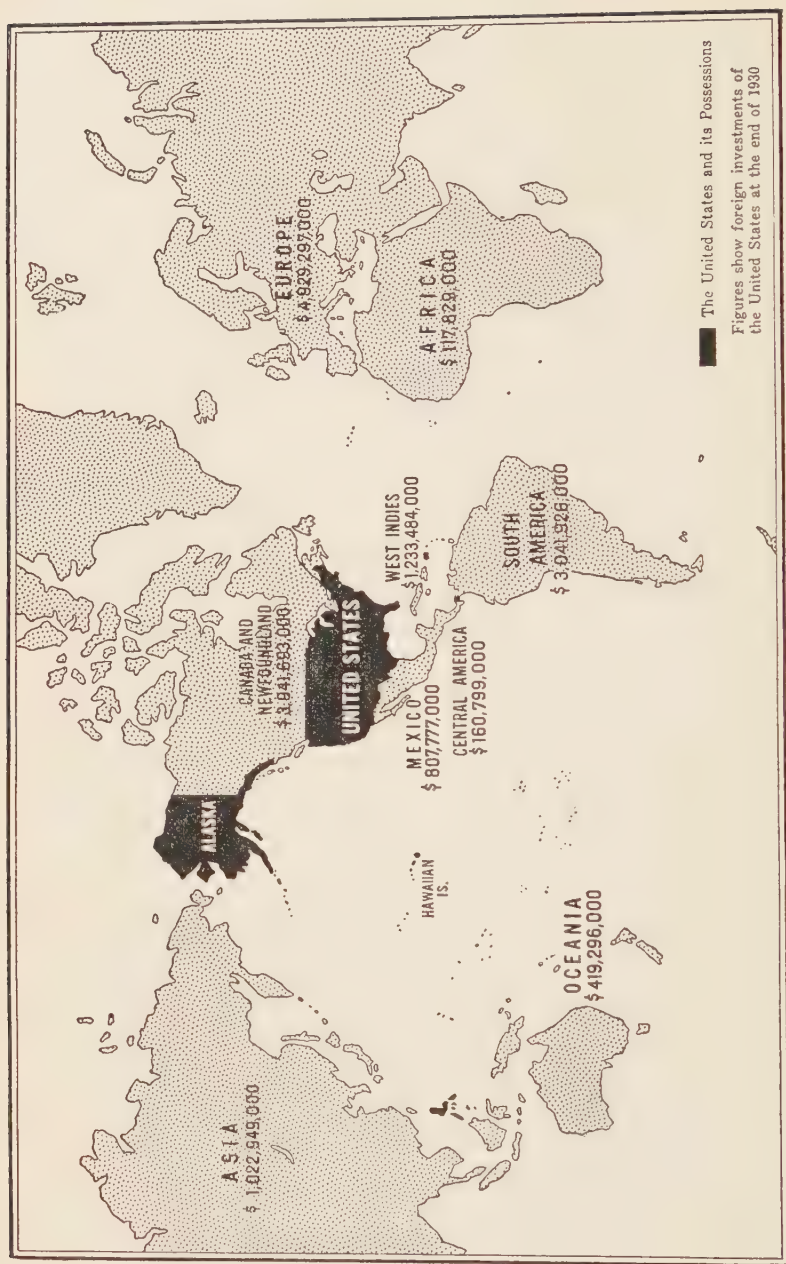 ASIA
$ 1,022,949,000
ALASKA
CANADA AND
NEWFOUNDLAND
$ 3,941,693,000
UNITED STATES
EUROPE
$ 4,929,297,000
AFRICA
$ 117,829,000
WEST INDIES
$ 1,233,484,000
MEXICO
$ 807,777,000
CENTRAL AMERICA
$ 160,799,000
SOUTH
AMERICA
$ 3,041,926,000
HAWAIIAN
IS.
OCEANIA
$ 419,296,000
The United States and its Possessions
Figures show foreign investments of
the United States at the end of 1930